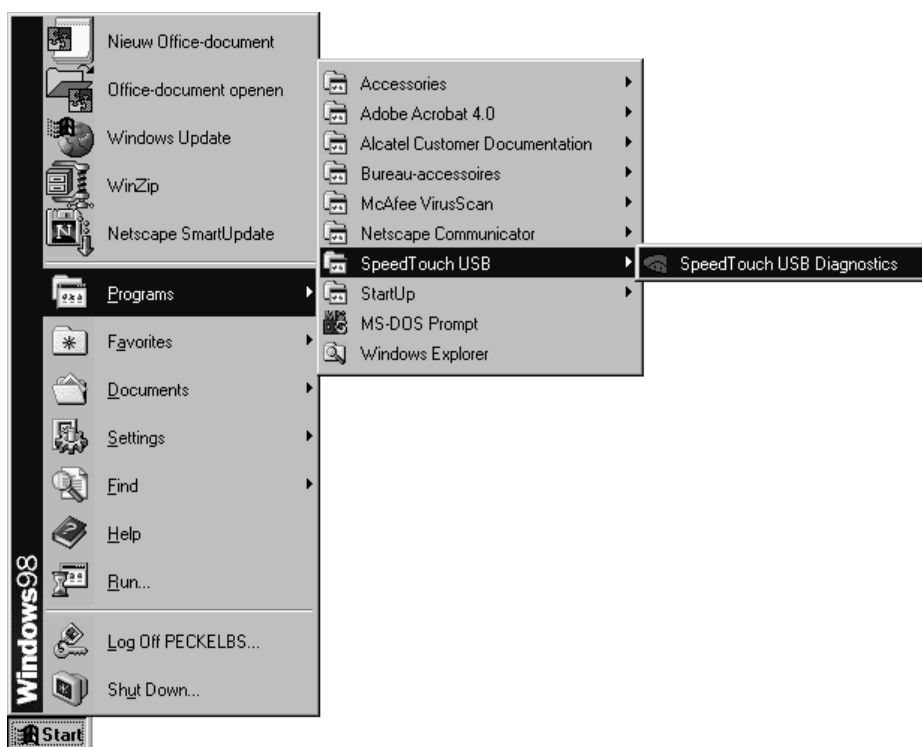 Nieuw Office-document
Office-document openen
Windows Update
WinZip
Netscape SmartUpdate
Programs
Favorites
Documents
Settings
Find
Help
Run...
Log Off PECKELBS...
Shut Down...
Windows98
Start
Accessories
Adobe Acrobat 4.0
Alcatel Customer Documentation
Bureau-accessoires
McAfee VirusScan
Netscape Communicator
SpeedTouch USB
StartUp
MS-DOS Prompt
Windows Explorer
SpeedTouch USB Diagnostics